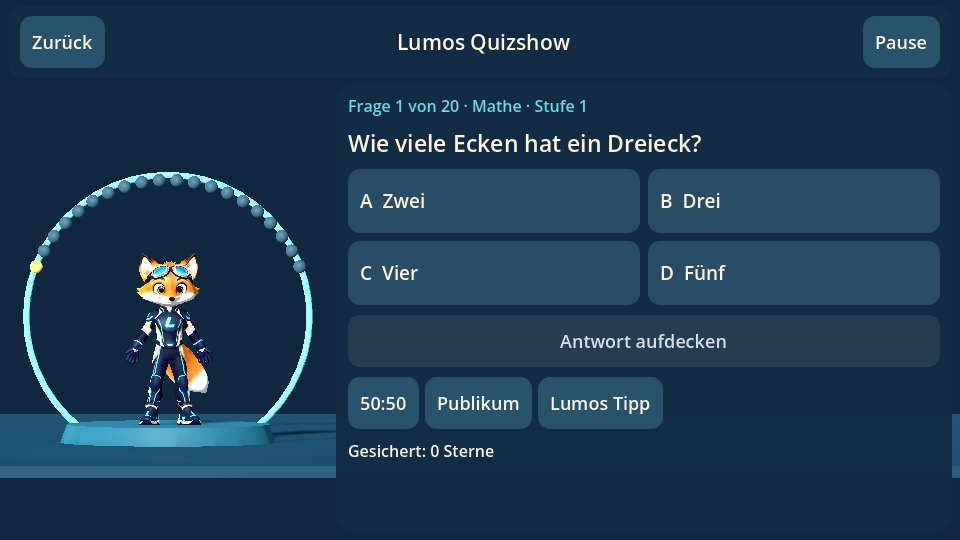 Zurück
Lumos Quizshow
Pause
Frage 1 von 20 · Mathe · Stufe 1
Wie viele Ecken hat ein Dreieck?
A Zwei
B Drei
C Vier
D Fünf
Antwort aufdecken
50:50
Publikum
Lumos Tipp
Gesichert: 0 Sterne
L